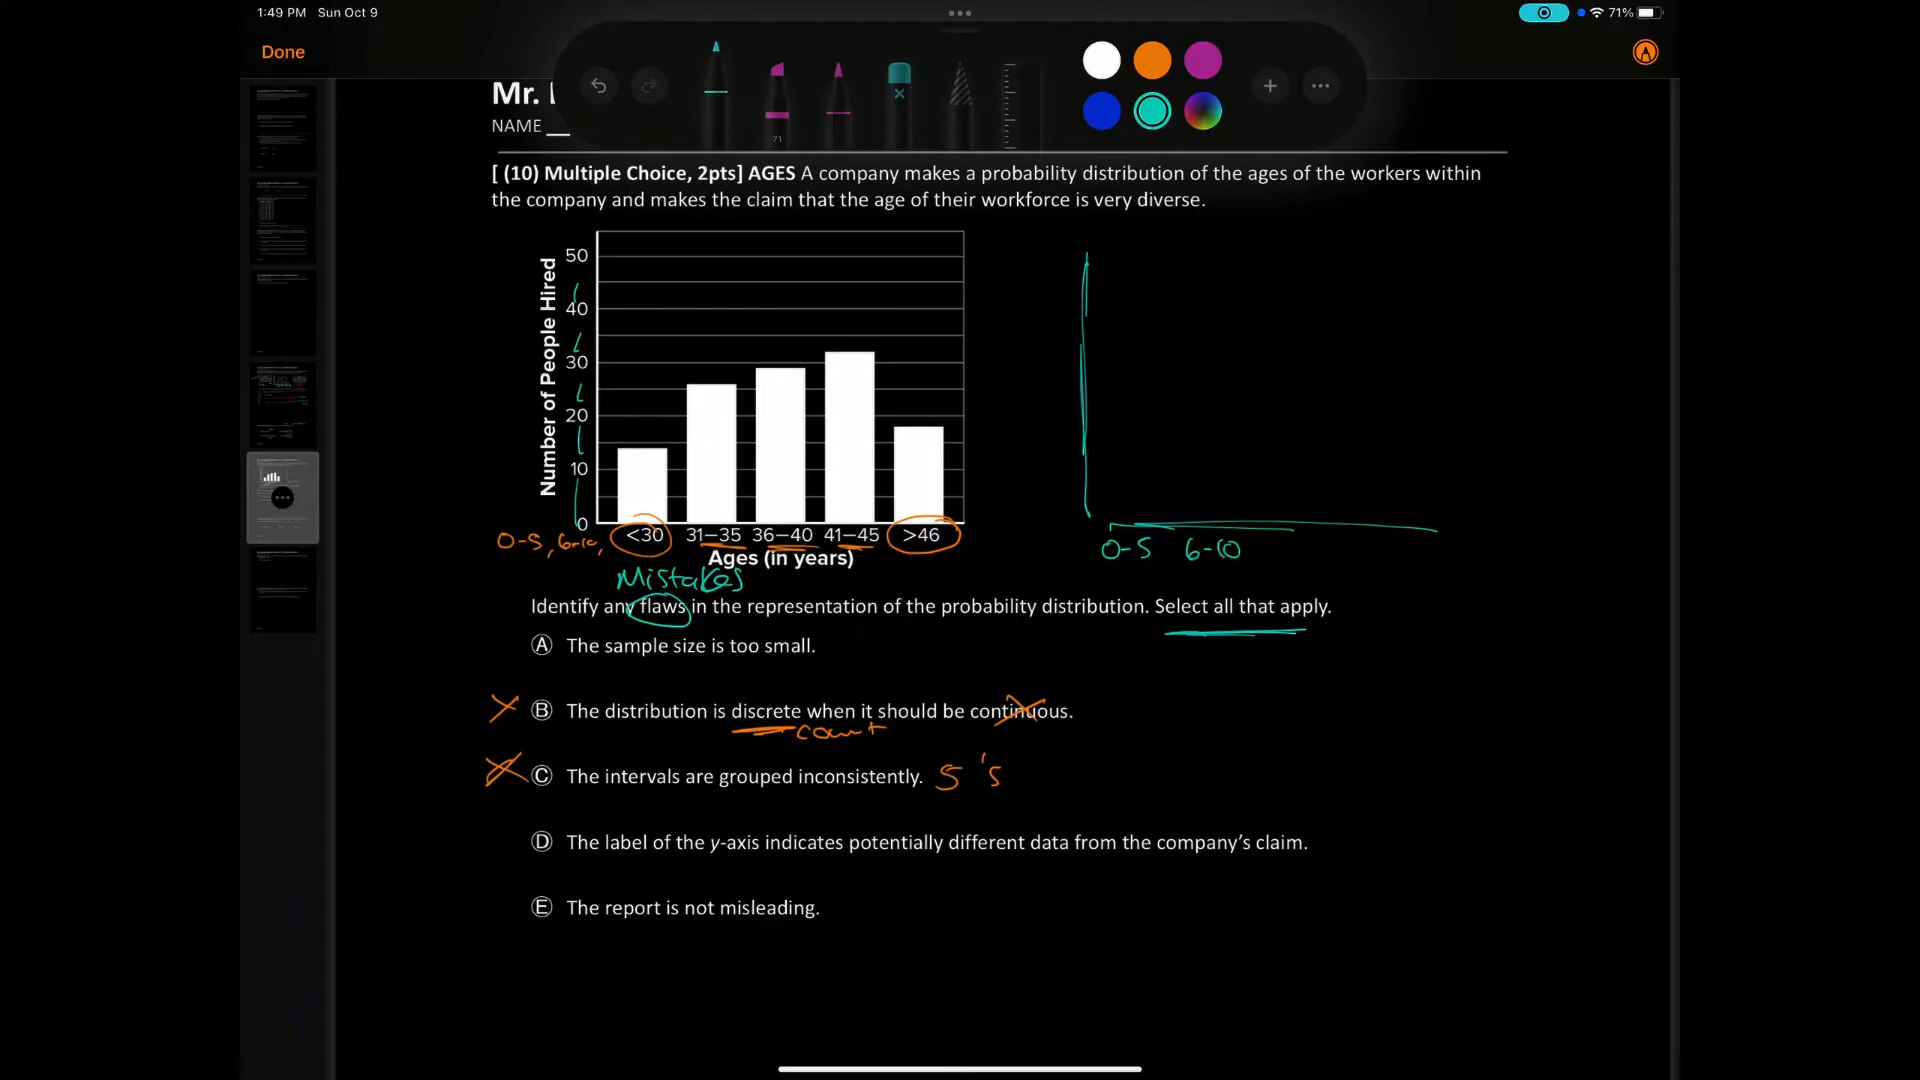 1:49 PM Sun Oct 9
71%
Done
Mr.
NAME ___
71
[ (10) Multiple Choice, 2pts] AGES A company makes a probability distribution of the ages of the workers within
the company and makes the claim that the age of their workforce is very diverse.
Number of People Hired
50
40
30
20
10
0
<30 31–35 36–40 41–45 >46
0-5, 6-10,
0-5 6-10
Ages (in years)
Mistakes
Identify any flaws in the representation of the probability distribution. Select all that apply.
Ⓐ The sample size is too small.
Ⓑ The distribution is discrete when it should be continuous.
count
Ⓒ The intervals are grouped inconsistently. 5's
Ⓓ The label of the y-axis indicates potentially different data from the company's claim.
Ⓔ The report is not misleading.